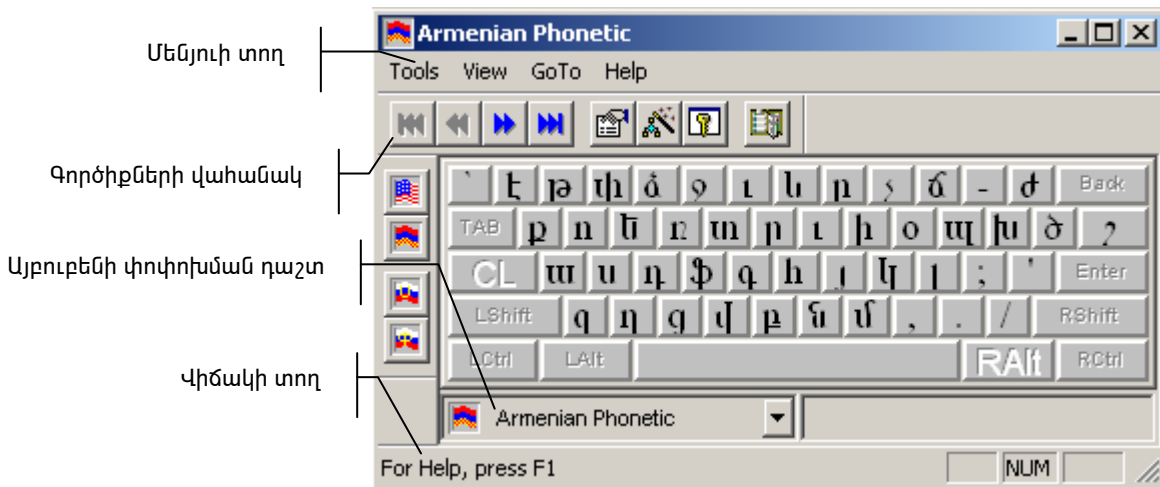 Armenian Phonetic
Մենյուի տող
Tools View GoTo Help
Գործիքների վահանակ
՝ է թ փ ձ ջ ւ և ր չ ճ - ժ Back
TAB ք ո ե ռ տ ը ւ ի օ պ խ ծ շ
Այբուբենի փոփոխման դաշտ
CL ա ս դ ֆ գ հ յ կ լ ; ' Enter
LShift զ ղ ց վ բ ն մ , . / RShift
LCtrl LAlt RAlt RCtrl
Վիճակի տող
Armenian Phonetic
For Help, press F1 NUM